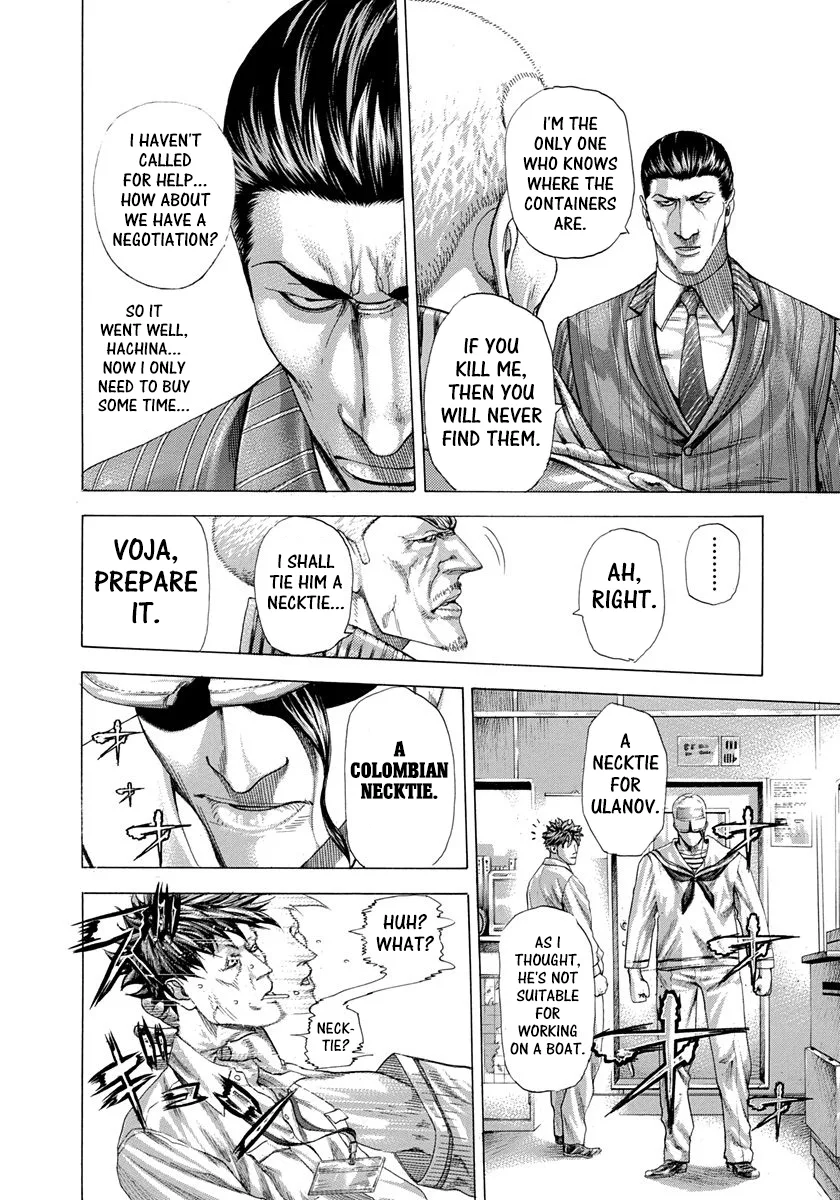 I'M THE
ONLY ONE
WHO KNOWS
WHERE THE
CONTAINERS
ARE.
IF YOU
KILL ME,
THEN YOU
WILL NEVER
FIND THEM.
I HAVEN'T
CALLED
FOR HELP...
HOW ABOUT
WE HAVE A
NEGOTIATION?
SO IT
WENT WELL,
HACHINA...
NOW I ONLY
NEED TO BUY
SOME TIME...
.......
AH,
RIGHT.
I SHALL
TIE HIM A
NECKTIE...
VOJA,
PREPARE
IT.
A
NECKTIE
FOR
ULANOV.
AS I
THOUGHT,
HE'S NOT
SUITABLE
FOR
WORKING
ON A BOAT.
A
COLOMBIAN
NECKTIE.
HUH?
WHAT?
NECK-
TIE?